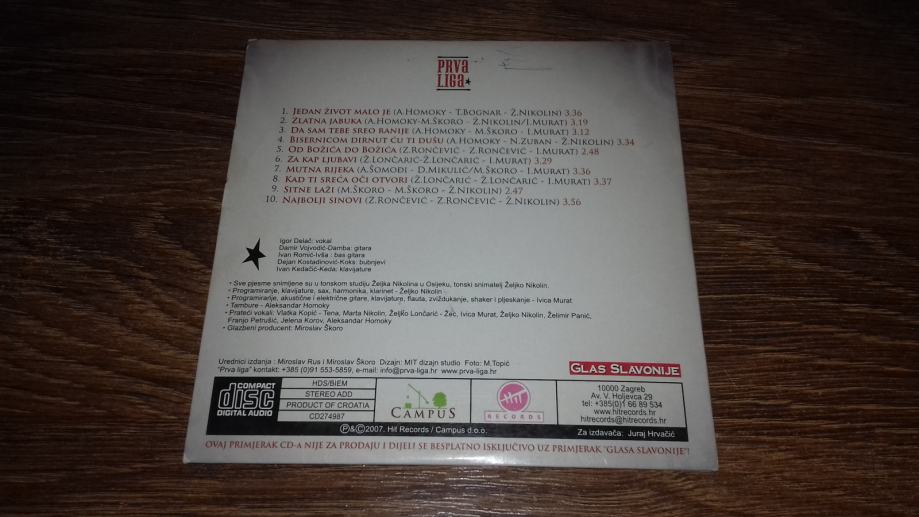 PRVA
LIGA
1. JEDAN ŽIVOT MALO JE (A.HOMOKY - T.BOGNAR - Ž.NIKOLIN) 3,36
2. ZLATNA JABUKA (A.HOMOKY-M.ŠKORO - Ž.NIKOLIN/I.MURAT) 3,19
3. DA SAM TEBE SREO RANIJE (A.HOMOKY - M.ŠKORO - I.MURAT) 3,12
4. BISERNICOM DIRNUT ĆU TI DUŠU (A.HOMOKY - N.ZUBAN - Ž.NIKOLIN) 3,34
5. OD BOŽIĆA DO BOŽIĆA (Z.RONČEVIĆ - Z.RONČEVIĆ - I.MURAT) 2,48
6. ZA KAP LJUBAVI (Ž.LONČARIĆ-Ž.LONČARIĆ - I.MURAT) 3,29
7. MUTNA RIJEKA (A.ŠOMODI - D.MIKULIĆ/M.ŠKORO - I.MURAT) 3,36
8. KAD TI SREĆA OČI OTVORI (Ž.LONČARIĆ - Ž.LONČARIĆ - I.MURAT) 3,37
9. SITNE LAŽI (M.ŠKORO - M.ŠKORO - Ž.NIKOLIN) 2,47
10. NAJBOLJI SINOVI (Z.RONČEVIĆ - Z.RONČEVIĆ - Ž.NIKOLIN) 3,56
Igor Delač: vokal
Damir Vojvodić-Damba: gitara
Ivan Romić-Ivša : bas gitara
Dejan Kostadinović-Koks: bubnjevi
Ivan Kedačić-Keda: klavijature
• Sve pjesme snimljene su u tonskom studiju Željka Nikolina u Osijeku, tonski snimatelj Željko Nikolin.
• Programiranje, klavijature, sax, harmonika, klarinet - Željko Nikolin
• Programiranje, akustične i električne gitare, klavijature, flauta, zviždukanje, shaker i pljeskanje - Ivica Murat
• Tambure - Aleksandar Homoky
• Prateći vokali: Vlatka Kopić - Tena, Marta Nikolin, Željko Lončarić - Žec, Ivica Murat, Željko Nikolin, Želimir Panić,
Franjo Petrušić, Jelena Korov, Aleksandar Homoky
• Glazbeni producent: Miroslav Škoro
Urednici izdanja : Miroslav Rus i Miroslav Škoro Dizajn: MIT dizajn studio Foto: M.Topić
"Prva liga" kontakt: +385 (0)91 553-5859, e-mail: info@prva-liga.hr www.prva-liga.hr
GLAS SLAVONIJE
COMPACT
disc
DIGITAL AUDIO
HDS/BIEM
STEREO ADD
PRODUCT OF CROATIA
CD274987
CAMPUS
HIT
RECORDS
10000 Zagreb
Av. V. Holjevca 29
tel: +385(0)1 66 89 534
www.hitrecords.hr
hitrecords@hitrecords.hr
Ⓟ&©2007. Hit Records / Campus d.o.o.
Za izdavača: Juraj Hrvačić
OVAJ PRIMJERAK CD-A NIJE ZA PRODAJU I DIJELI SE BESPLATNO ISKLJUČIVO UZ PRIMJERAK "GLASA SLAVONIJE"!